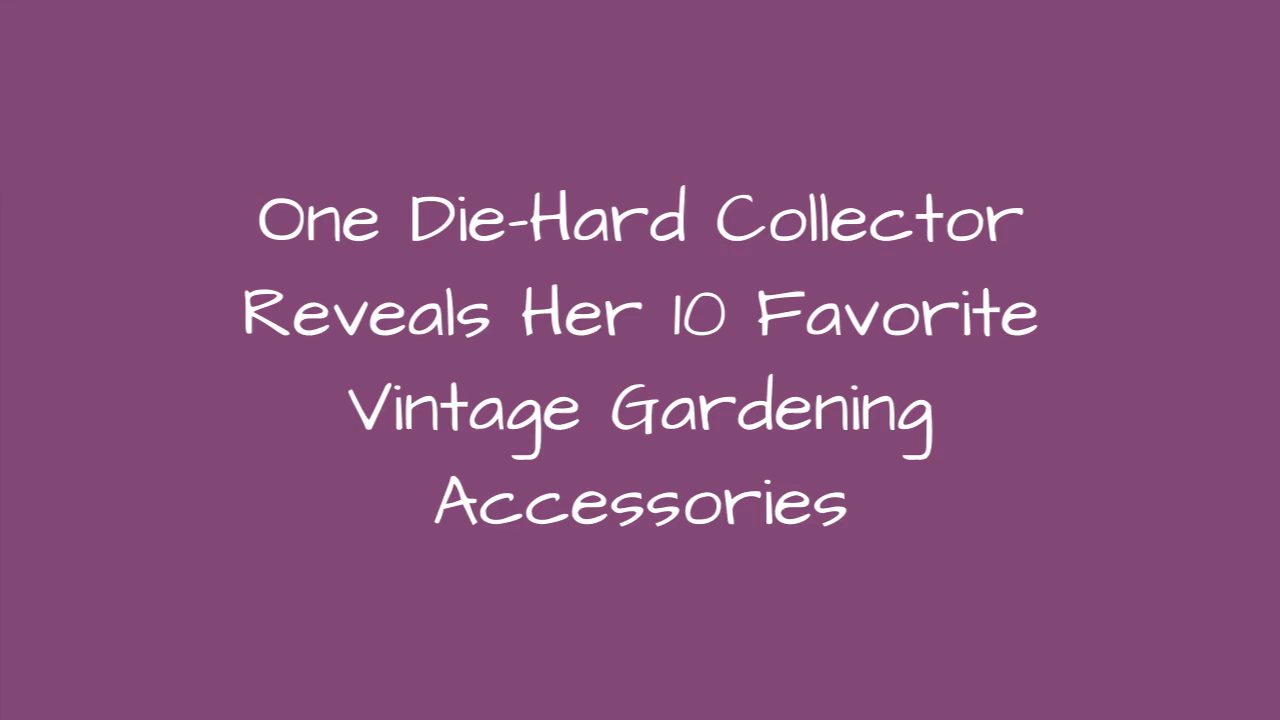 One Die-Hard Collector
Reveals Her 10 Favorite
Vintage Gardening
Accessories